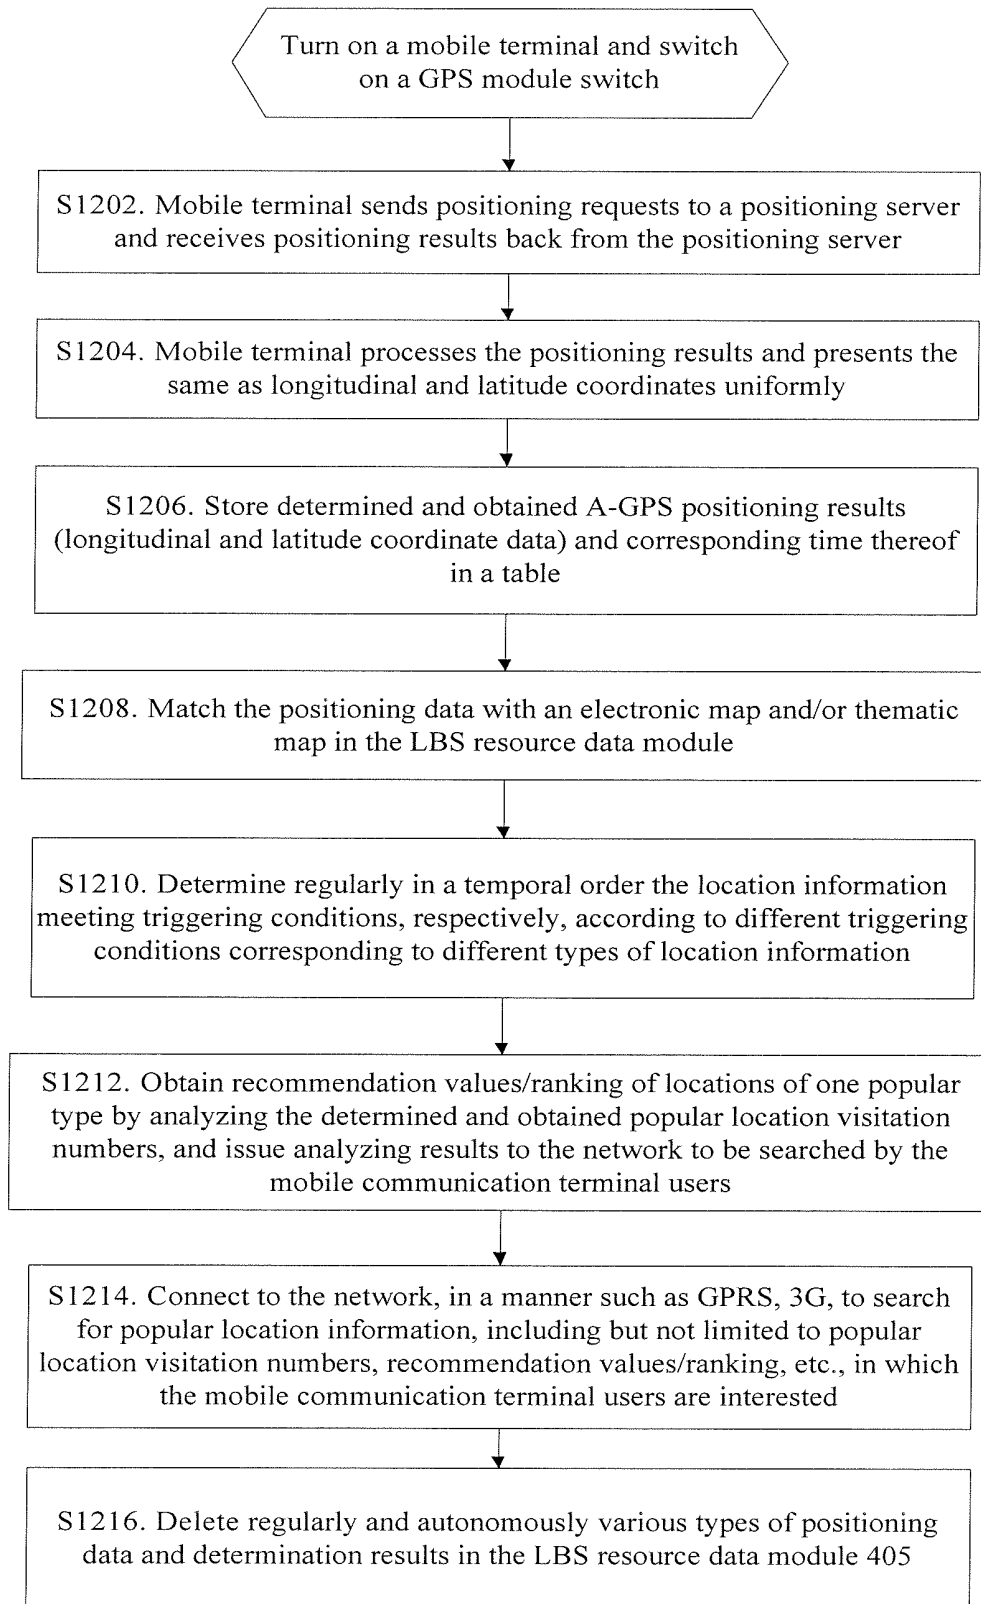 Turn on a mobile terminal and switch
on a GPS module switch
S1202. Mobile terminal sends positioning requests to a positioning server
and receives positioning results back from the positioning server
S1204. Mobile terminal processes the positioning results and presents the
same as longitudinal and latitude coordinates uniformly
S1206. Store determined and obtained A-GPS positioning results
(longitudinal and latitude coordinate data) and corresponding time thereof
in a table
S1208. Match the positioning data with an electronic map and/or thematic
map in the LBS resource data module
S1210. Determine regularly in a temporal order the location information
meeting triggering conditions, respectively, according to different triggering
conditions corresponding to different types of location information
S1212. Obtain recommendation values/ranking of locations of one popular
type by analyzing the determined and obtained popular location visitation
numbers, and issue analyzing results to the network to be searched by the
mobile communication terminal users
S1214. Connect to the network, in a manner such as GPRS, 3G, to search
for popular location information, including but not limited to popular
location visitation numbers, recommendation values/ranking, etc., in which
the mobile communication terminal users are interested
S1216. Delete regularly and autonomously various types of positioning
data and determination results in the LBS resource data module 405